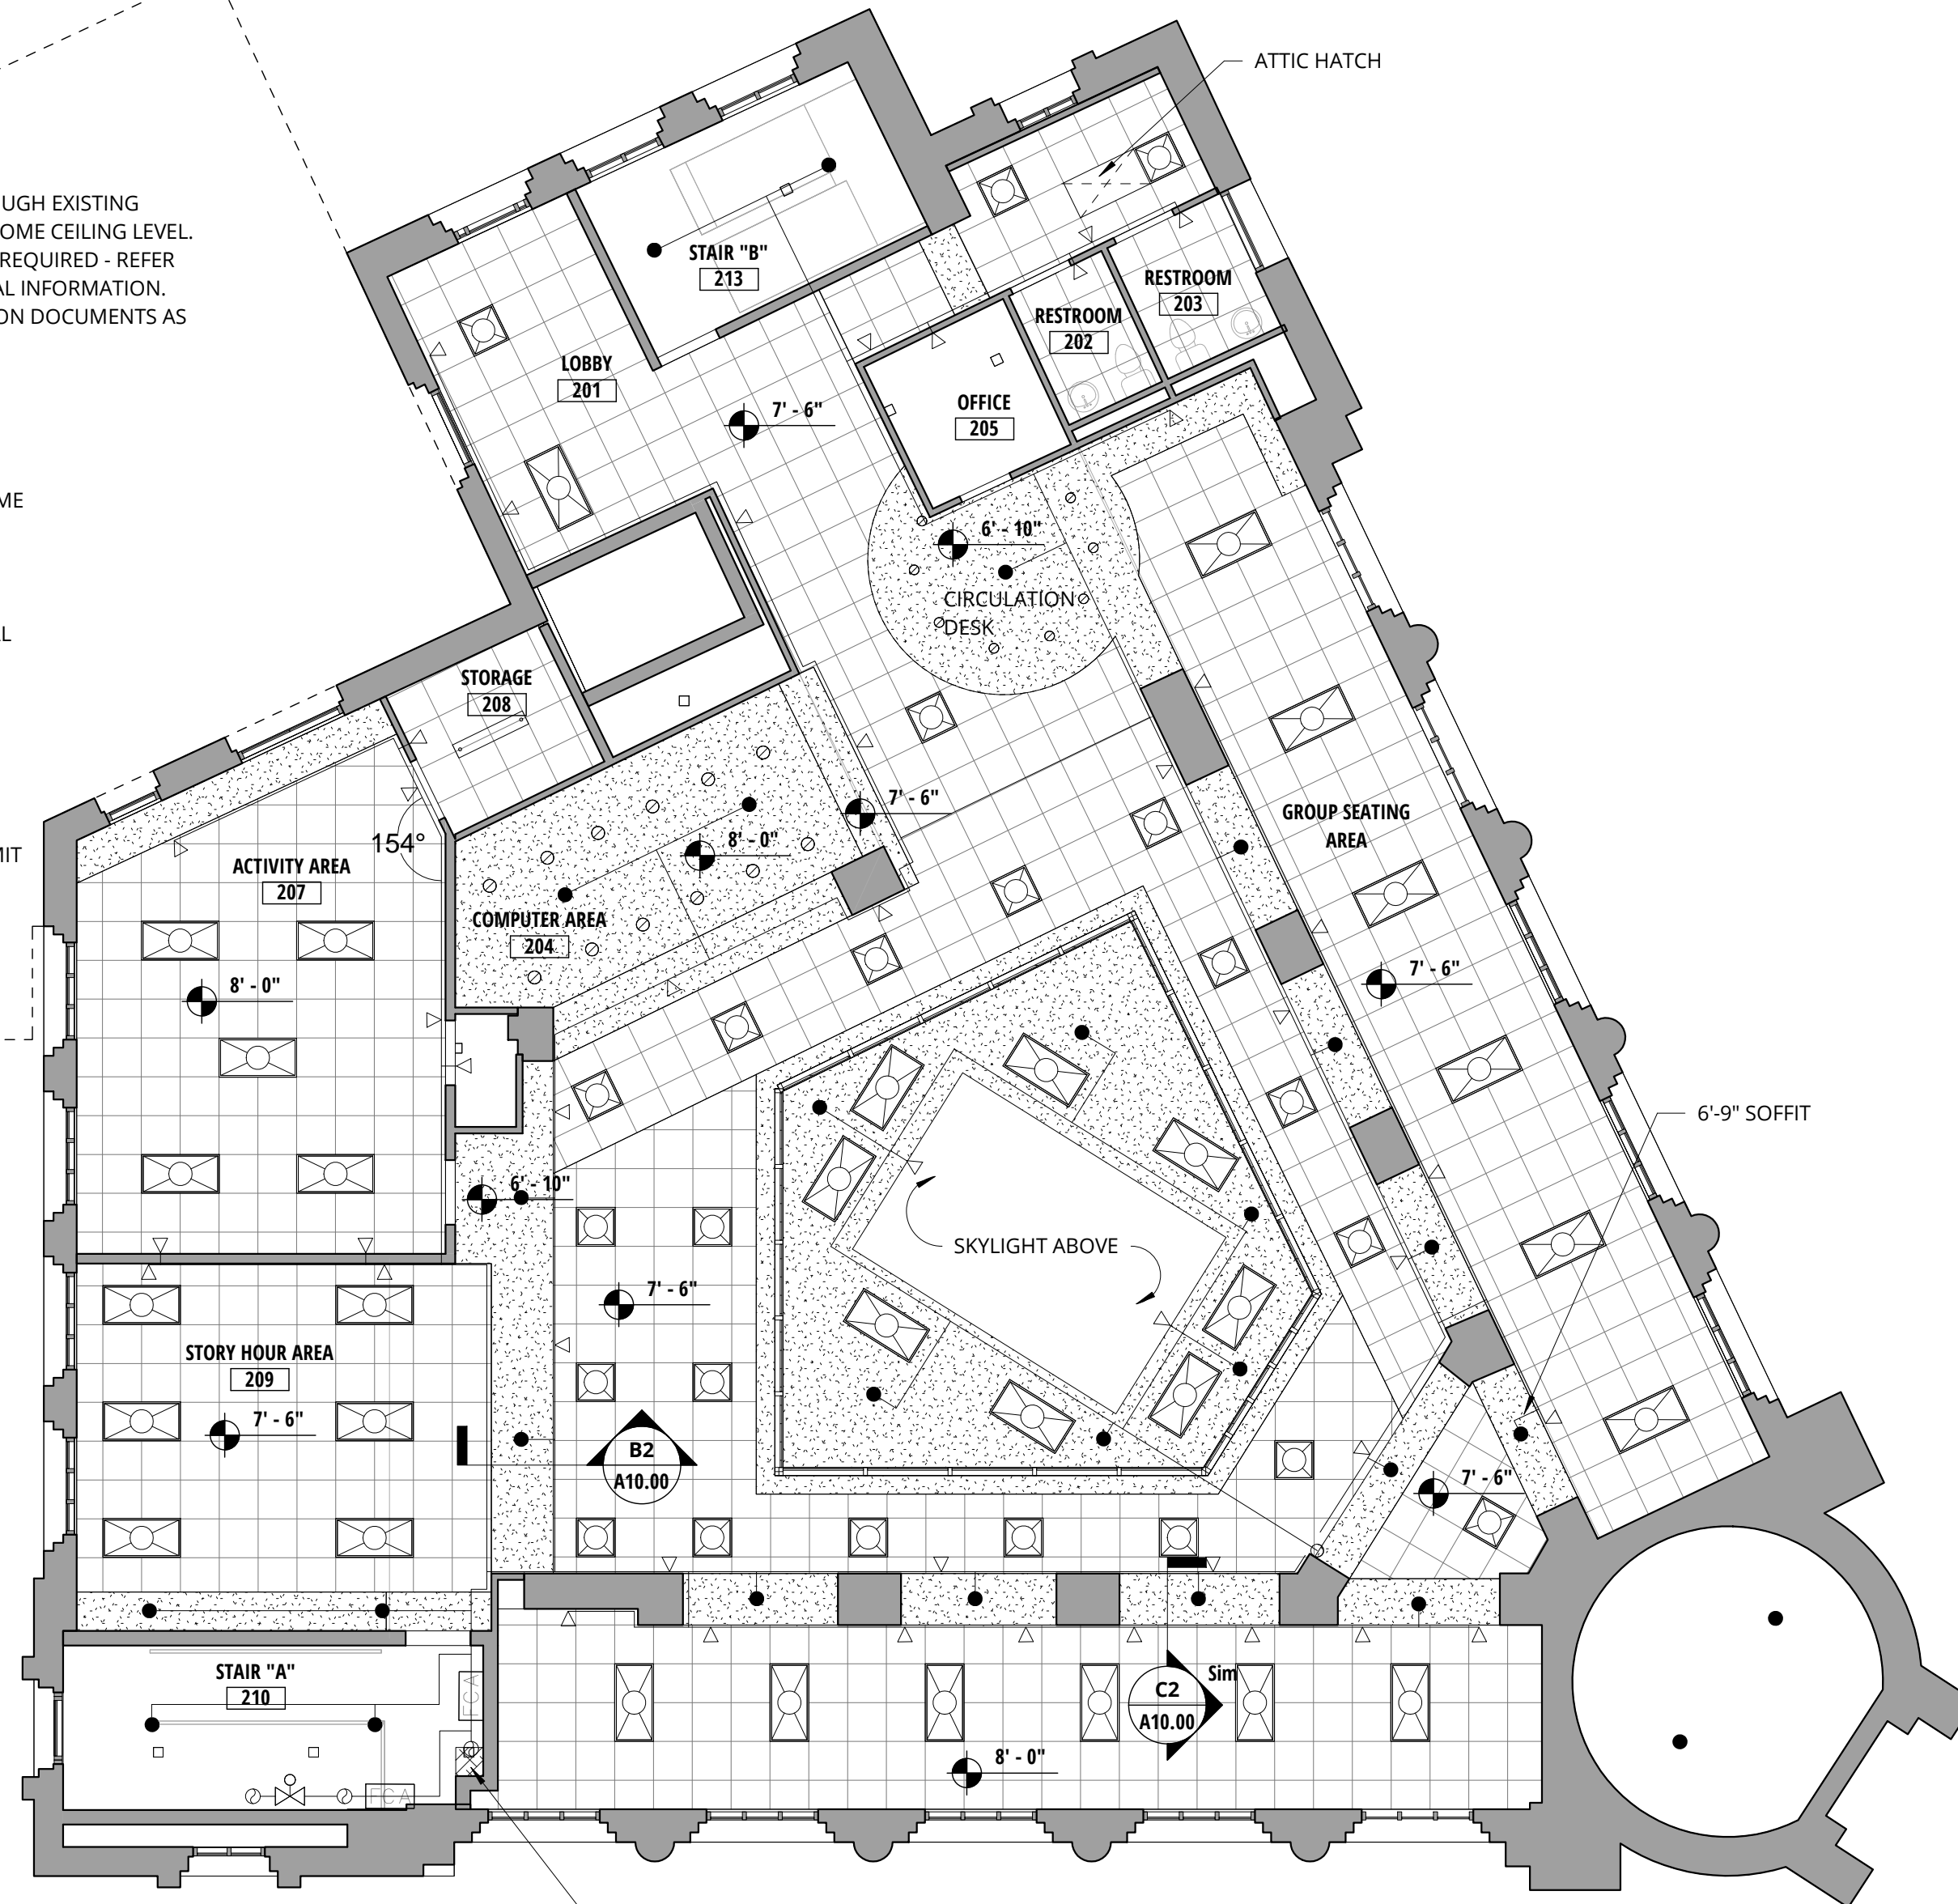 ATTIC HATCH
UGH EXISTING
OME CEILING LEVEL.
REQUIRED - REFER
AL INFORMATION.
ON DOCUMENTS AS
STAIR "B"
213
RESTROOM
203
RESTROOM
202
LOBBY
201
7' - 6"
OFFICE
205
ME
6' - 10"
CIRCULATION
DESK
L
STORAGE
208
7' - 6"
GROUP SEATING
AREA
154°
8' - 0"
MIT
ACTIVITY AREA
207
COMPUTER AREA
204
8' - 0"
7' - 6"
6'-9" SOFFIT
6' - 10"
SKYLIGHT ABOVE
7' - 6"
STORY HOUR AREA
209
7' - 6"
B2
A10.00
7' - 6"
STAIR "A"
210
FCA
Sim
C2
A10.00
8' - 0"
FCA